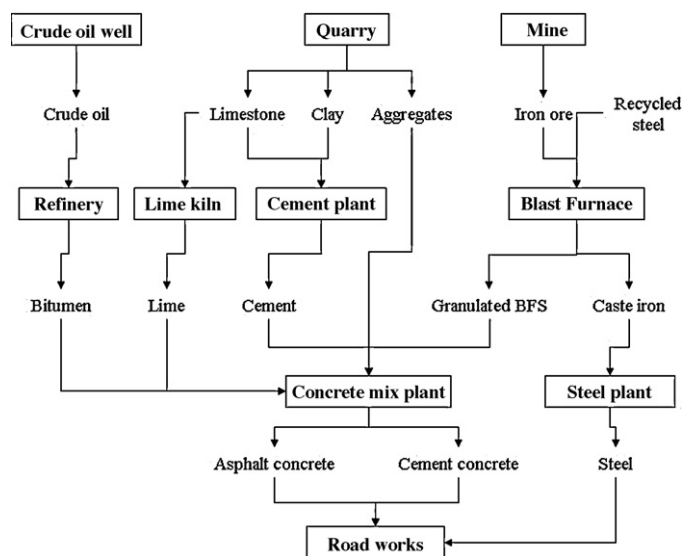 Crude oil well
Quarry
Mine
Crude oil
Limestone
Clay
Aggregates
Iron ore
Recycled
steel
Refinery
Lime kiln
Cement plant
Blast Furnace
Bitumen
Lime
Cement
Granulated BFS
Caste iron
Concrete mix plant
Steel plant
Asphalt concrete
Cement concrete
Steel
Road works